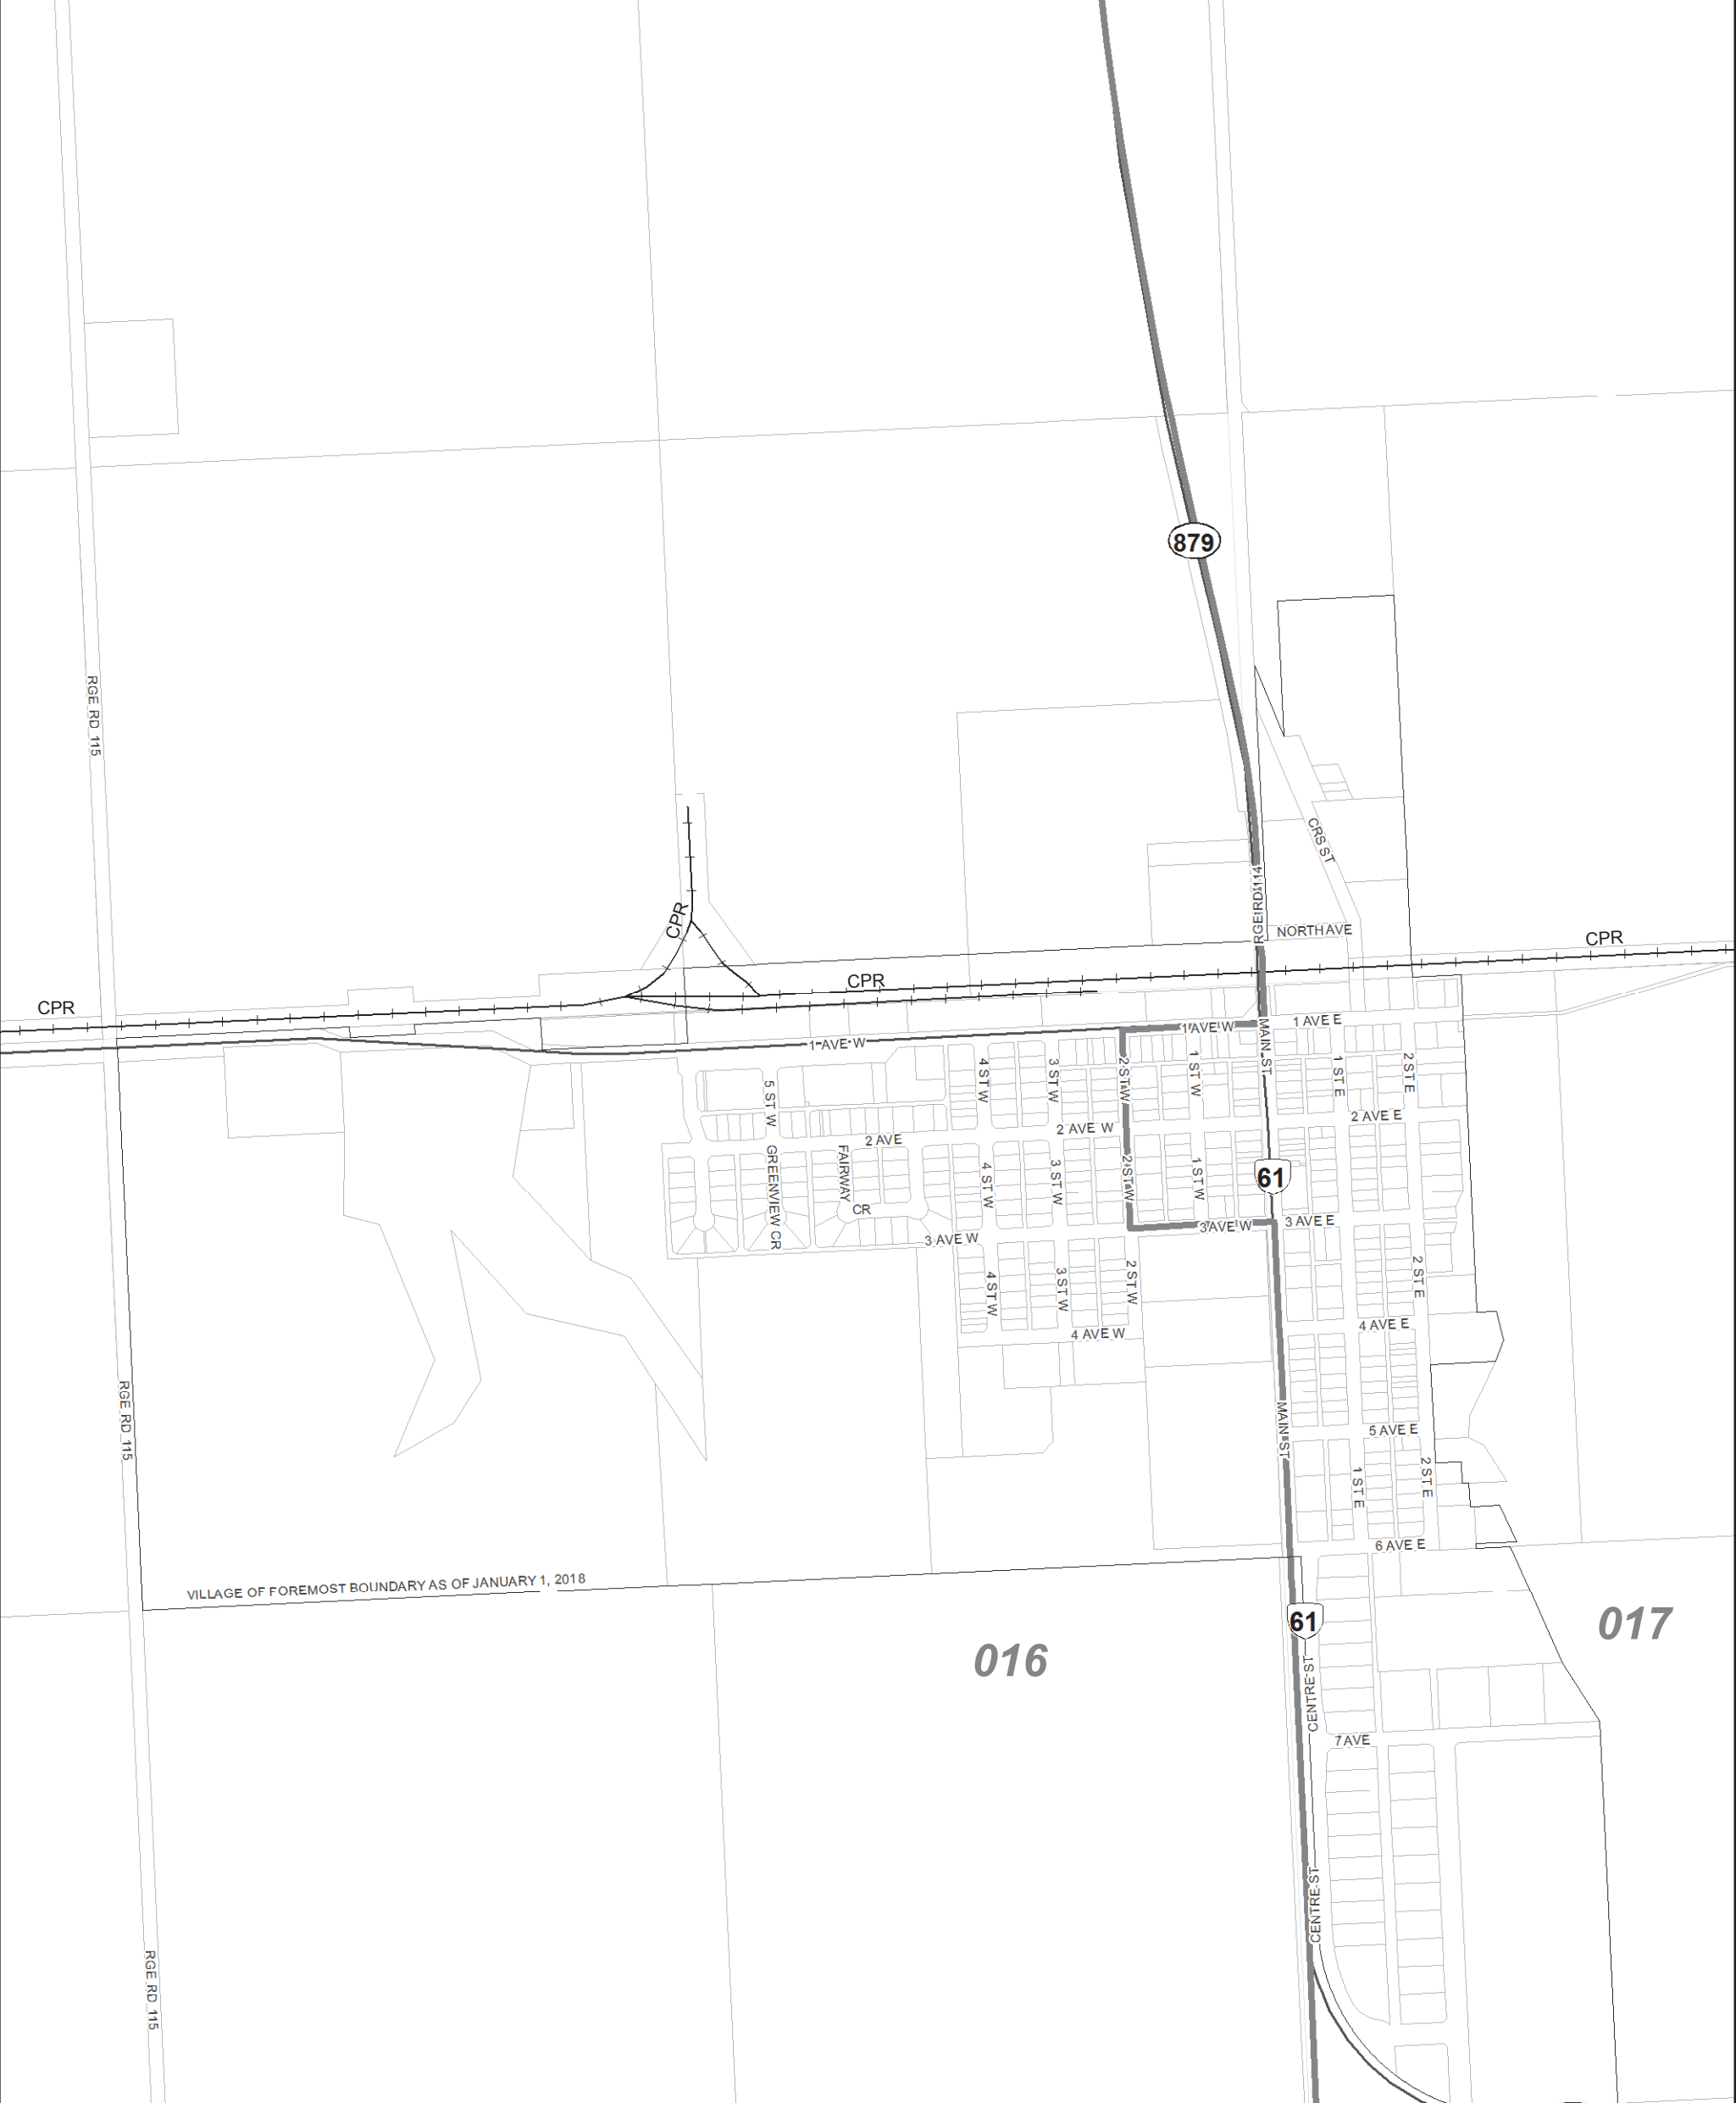 879
RGE RD 115
CRS ST
RGE RD 114
NORTH AVE
CPR
CPR
CPR
CPR
1 AVE W
1 AVE W
MAIN ST
1 AVE E
5 ST W
4 ST W
3 ST W
2 ST W
1 ST W
1 ST E
2 ST E
2 AVE
2 AVE W
2 AVE E
GREENVIEW CR
FAIRWAY
CR
4 ST W
3 ST W
2 ST W
1 ST W
61
3 AVE W
3 AVE W
3 AVE E
4 ST W
3 ST W
2 ST W
2 ST E
4 AVE W
4 AVE E
RGE RD 115
MAIN ST
5 AVE E
1 ST E
2 ST E
6 AVE E
VILLAGE OF FOREMOST BOUNDARY AS OF JANUARY 1, 2018
61
016
017
CENTRE ST
7 AVE
CENTRE ST
RGE RD 115